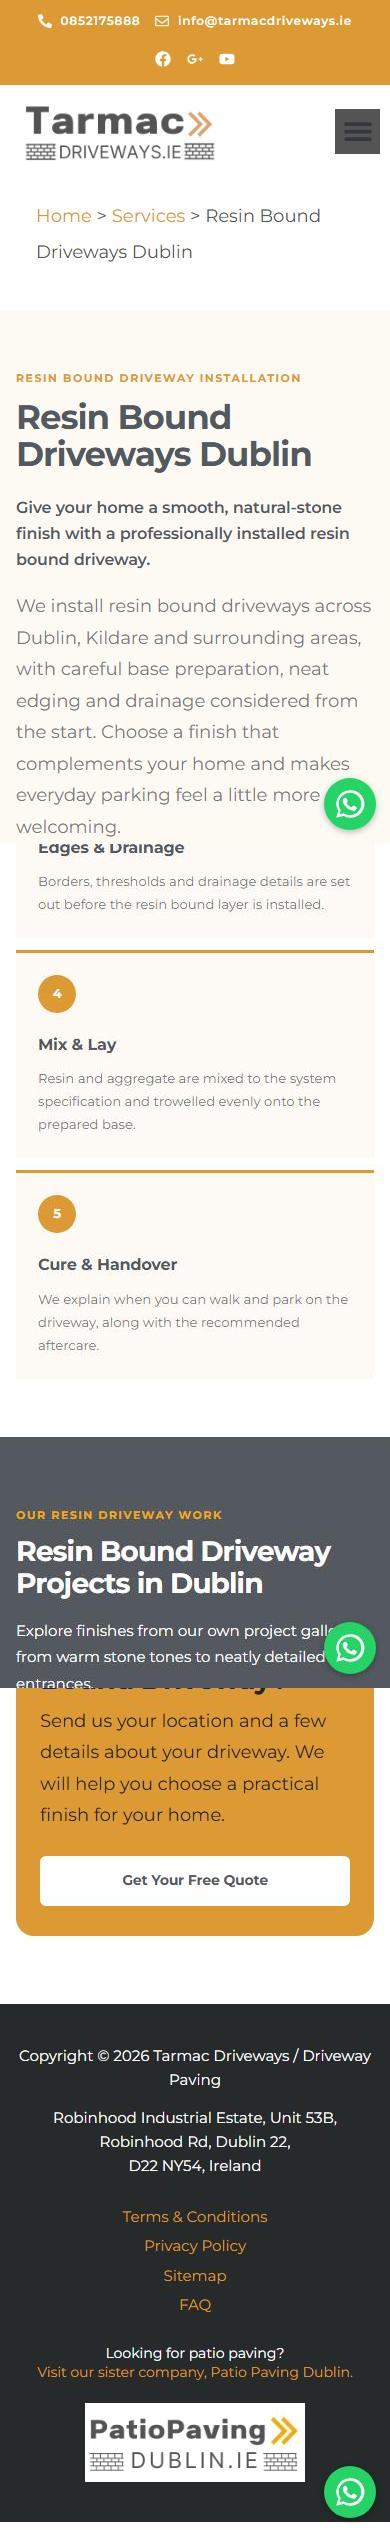 0852175888 info@tarmacdriveways.ie
Tarmac
DRIVEWAYS.IE
Home > Services > Resin Bound
Driveways Dublin
RESIN BOUND DRIVEWAY INSTALLATION
Resin Bound
Driveways Dublin
Give your home a smooth, natural-stone
finish with a professionally installed resin
bound driveway.
We install resin bound driveways across
Dublin, Kildare and surrounding areas,
with careful base preparation, neat
edging and drainage considered from
the start. Choose a finish that
complements your home and makes
everyday parking feel a little more
welcoming.
Edges & Drainage
Borders, thresholds and drainage details are set
out before the resin bound layer is installed.
4
Mix & Lay
Resin and aggregate are mixed to the system
specification and trowelled evenly onto the
prepared base.
5
Cure & Handover
We explain when you can walk and park on the
driveway, along with the recommended
aftercare.
OUR RESIN DRIVEWAY WORK
Resin Bound Driveway
Projects in Dublin
Explore finishes from our own project
from warm stone tones to neatly detailed
entrances.
Send us your location and a few
details about your driveway. We
will help you choose a practical
finish for your home.
Get Your Free Quote
Copyright © 2026 Tarmac Driveways / Driveway
Paving
Robinhood Industrial Estate, Unit 53B,
Robinhood Rd, Dublin 22,
D22 NY54, Ireland
Terms & Conditions
Privacy Policy
Sitemap
FAQ
Looking for patio paving?
Visit our sister company, Patio Paving Dublin.
PatioPaving
DUBLIN.IE